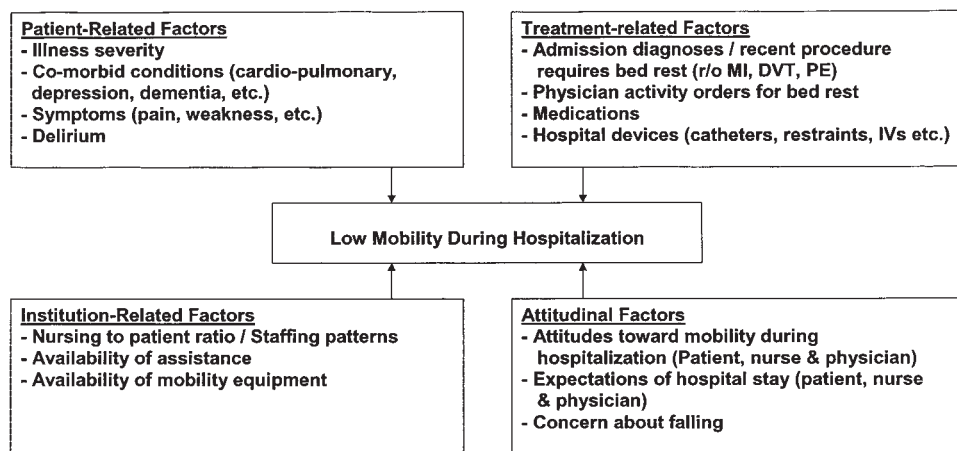 Patient-Related Factors
- Illness severity
- Co-morbid conditions (cardio-pulmonary,
depression, dementia, etc.)
- Symptoms (pain, weakness, etc.)
- Delirium
Treatment-related Factors
- Admission diagnoses / recent procedure
requires bed rest (r/o MI, DVT, PE)
- Physician activity orders for bed rest
- Medications
- Hospital devices (catheters, restraints, IVs etc.)
Low Mobility During Hospitalization
Institution-Related Factors
- Nursing to patient ratio / Staffing patterns
- Availability of assistance
- Availability of mobility equipment
Attitudinal Factors
- Attitudes toward mobility during
hospitalization (Patient, nurse & physician)
- Expectations of hospital stay (patient, nurse
& physician)
- Concern about falling